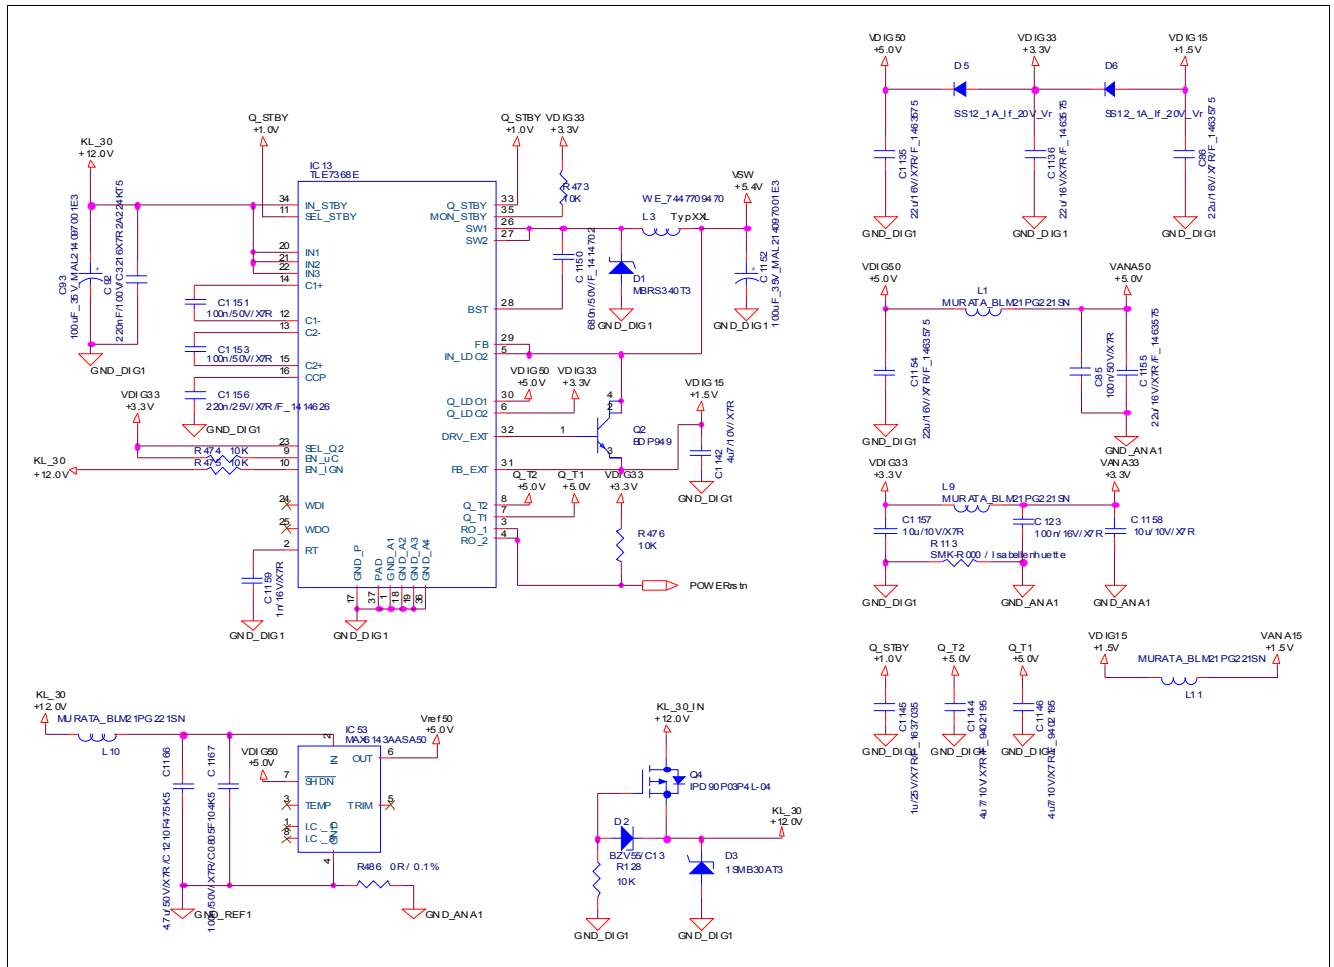 VDIG50
+5.0V
VDIG33
+3.3V
VDIG15
+1.5V
D5
D6
SS12_1A_If_20V_Vr
SS12_1A_If_20V_Vr
C1135
22u/16V/X7R/F_1463575
C1136
22u/16V/X7R/F_1463575
C86
22u/16V/X7R/F_1463575
GND_DIG1
GND_DIG1
GND_DIG1
Q_STBY
+1.0V
KL_30
+12.0V
Q_STBY
+1.0V
VDIG33
+3.3V
IC13
TLE7368E
R473
10K
VSW
+5.4V
WE_7447709470
L3
TypXXL
34
IN_STBY
11
SEL_STBY
20
IN1
21
IN2
22
IN3
14
C1+
12
C1-
13
C2-
15
C2+
16
CCP
23
SEL_Q2
9
EN_uC
10
EN_IGN
24
WDI
25
WDO
2
RT
33
Q_STBY
35
MON_STBY
26
SW1
27
SW2
28
BST
29
FB
5
IN_LDO2
30
Q_LDO1
6
Q_LDO2
32
DRV_EXT
31
FB_EXT
8
Q_T2
7
Q_T1
3
RO_1
4
RO_2
GND_P
PAD
GND_A1
GND_A2
GND_A3
GND_A4
17
37
1
18
19
36
C93
100uF_35V_MAL214097001E3
C92
220nF/100V/C3216X7R2A224KT5
GND_DIG1
C1151
100n/50V/X7R
C1153
100n/50V/X7R
C1156
220n/25V/X7R/F_1414626
GND_DIG1
VDIG33
+3.3V
R474 10K
R475 10K
KL_30
+12.0V
C1159
1n/16V/X7R
GND_DIG1
GND_DIG1
C1150
680n/50V/F_1414702
D1
MBRS340T3
GND_DIG1
C1152
100uF_35V_MAL214097001E3
GND_DIG1
VDIG50
+5.0V
VDIG33
+3.3V
4
2
1
3
Q2
BDP949
VDIG15
+1.5V
C1142
4u7/10V/X7R
GND_DIG1
Q_T2
+5.0V
Q_T1
+5.0V
VDIG33
+3.3V
R476
10K
POWERrstn
VDIG50
+5.0V
L1
MURATA_BLM21PG221SN
VANA50
+5.0V
C1154
22u/16V/X7R/F_1463575
C85
100n/50V/X7R
C1155
22u/16V/X7R/F_1463575
GND_DIG1
GND_ANA1
VDIG33
+3.3V
L9
MURATA_BLM21PG221SN
VANA33
+3.3V
C1157
10u/10V/X7R
C123
100n/16V/X7R
C1158
10u/10V/X7R
R113
SMK-R000 / Isabellenhuette
GND_DIG1
GND_ANA1
GND_ANA1
Q_STBY
+1.0V
Q_T2
+5.0V
Q_T1
+5.0V
C1145
1u/25V/X7R/F_1637035
C1144
4u7/10V/X7R/F_9402195
C1146
4u7/10V/X7R/F_9402195
GND_DIG1
GND_DIG1
GND_DIG1
VDIG15
+1.5V
MURATA_BLM21PG221SN
L11
VANA15
+1.5V
KL_30
+12.0V
MURATA_BLM21PG221SN
L10
C1166
4.7u/50V/X7R/C1210F475K5
C1167
100n/50V/X7R/C0805F104K5
GND_REF1
VDIG50
+5.0V
IC53
MAX6143AASA50
Vref50
+5.0V
2
IN
OUT
6
7
SHDN
3
TEMP
TRIM
5
1
I.C._1
8
GND
4
R486 0R / 0.1%
GND_ANA1
KL_30_IN
+12.0V
Q4
IPD90P03P4L-04
D2
BZV55/C13
R128
10K
GND_DIG1
KL_30
+12.0V
D3
1SMB30AT3
GND_DIG1